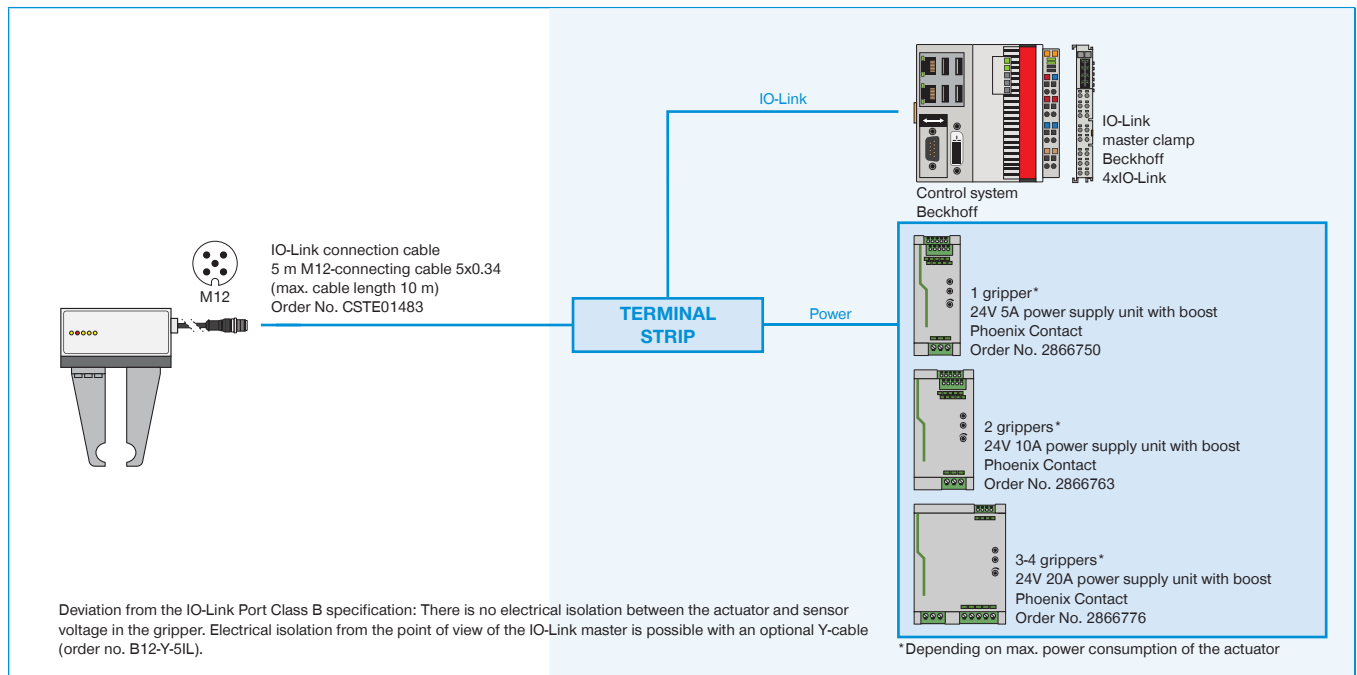 IO-Link
IO-Link
master clamp
Beckhoff
4xIO-Link
Control system
Beckhoff
M12
IO-Link connection cable
5 m M12-connecting cable 5x0.34
(max. cable length 10 m)
Order No. CSTE01483
TERMINAL
STRIP
Power
1 gripper*
24V 5A power supply unit with boost
Phoenix Contact
Order No. 2866750
2 grippers*
24V 10A power supply unit with boost
Phoenix Contact
Order No. 2866763
3-4 grippers*
24V 20A power supply unit with boost
Phoenix Contact
Order No. 2866776
Deviation from the IO-Link Port Class B specification: There is no electrical isolation between the actuator and sensor
voltage in the gripper. Electrical isolation from the point of view of the IO-Link master is possible with an optional Y-cable
(order no. B12-Y-5IL).
*Depending on max. power consumption of the actuator